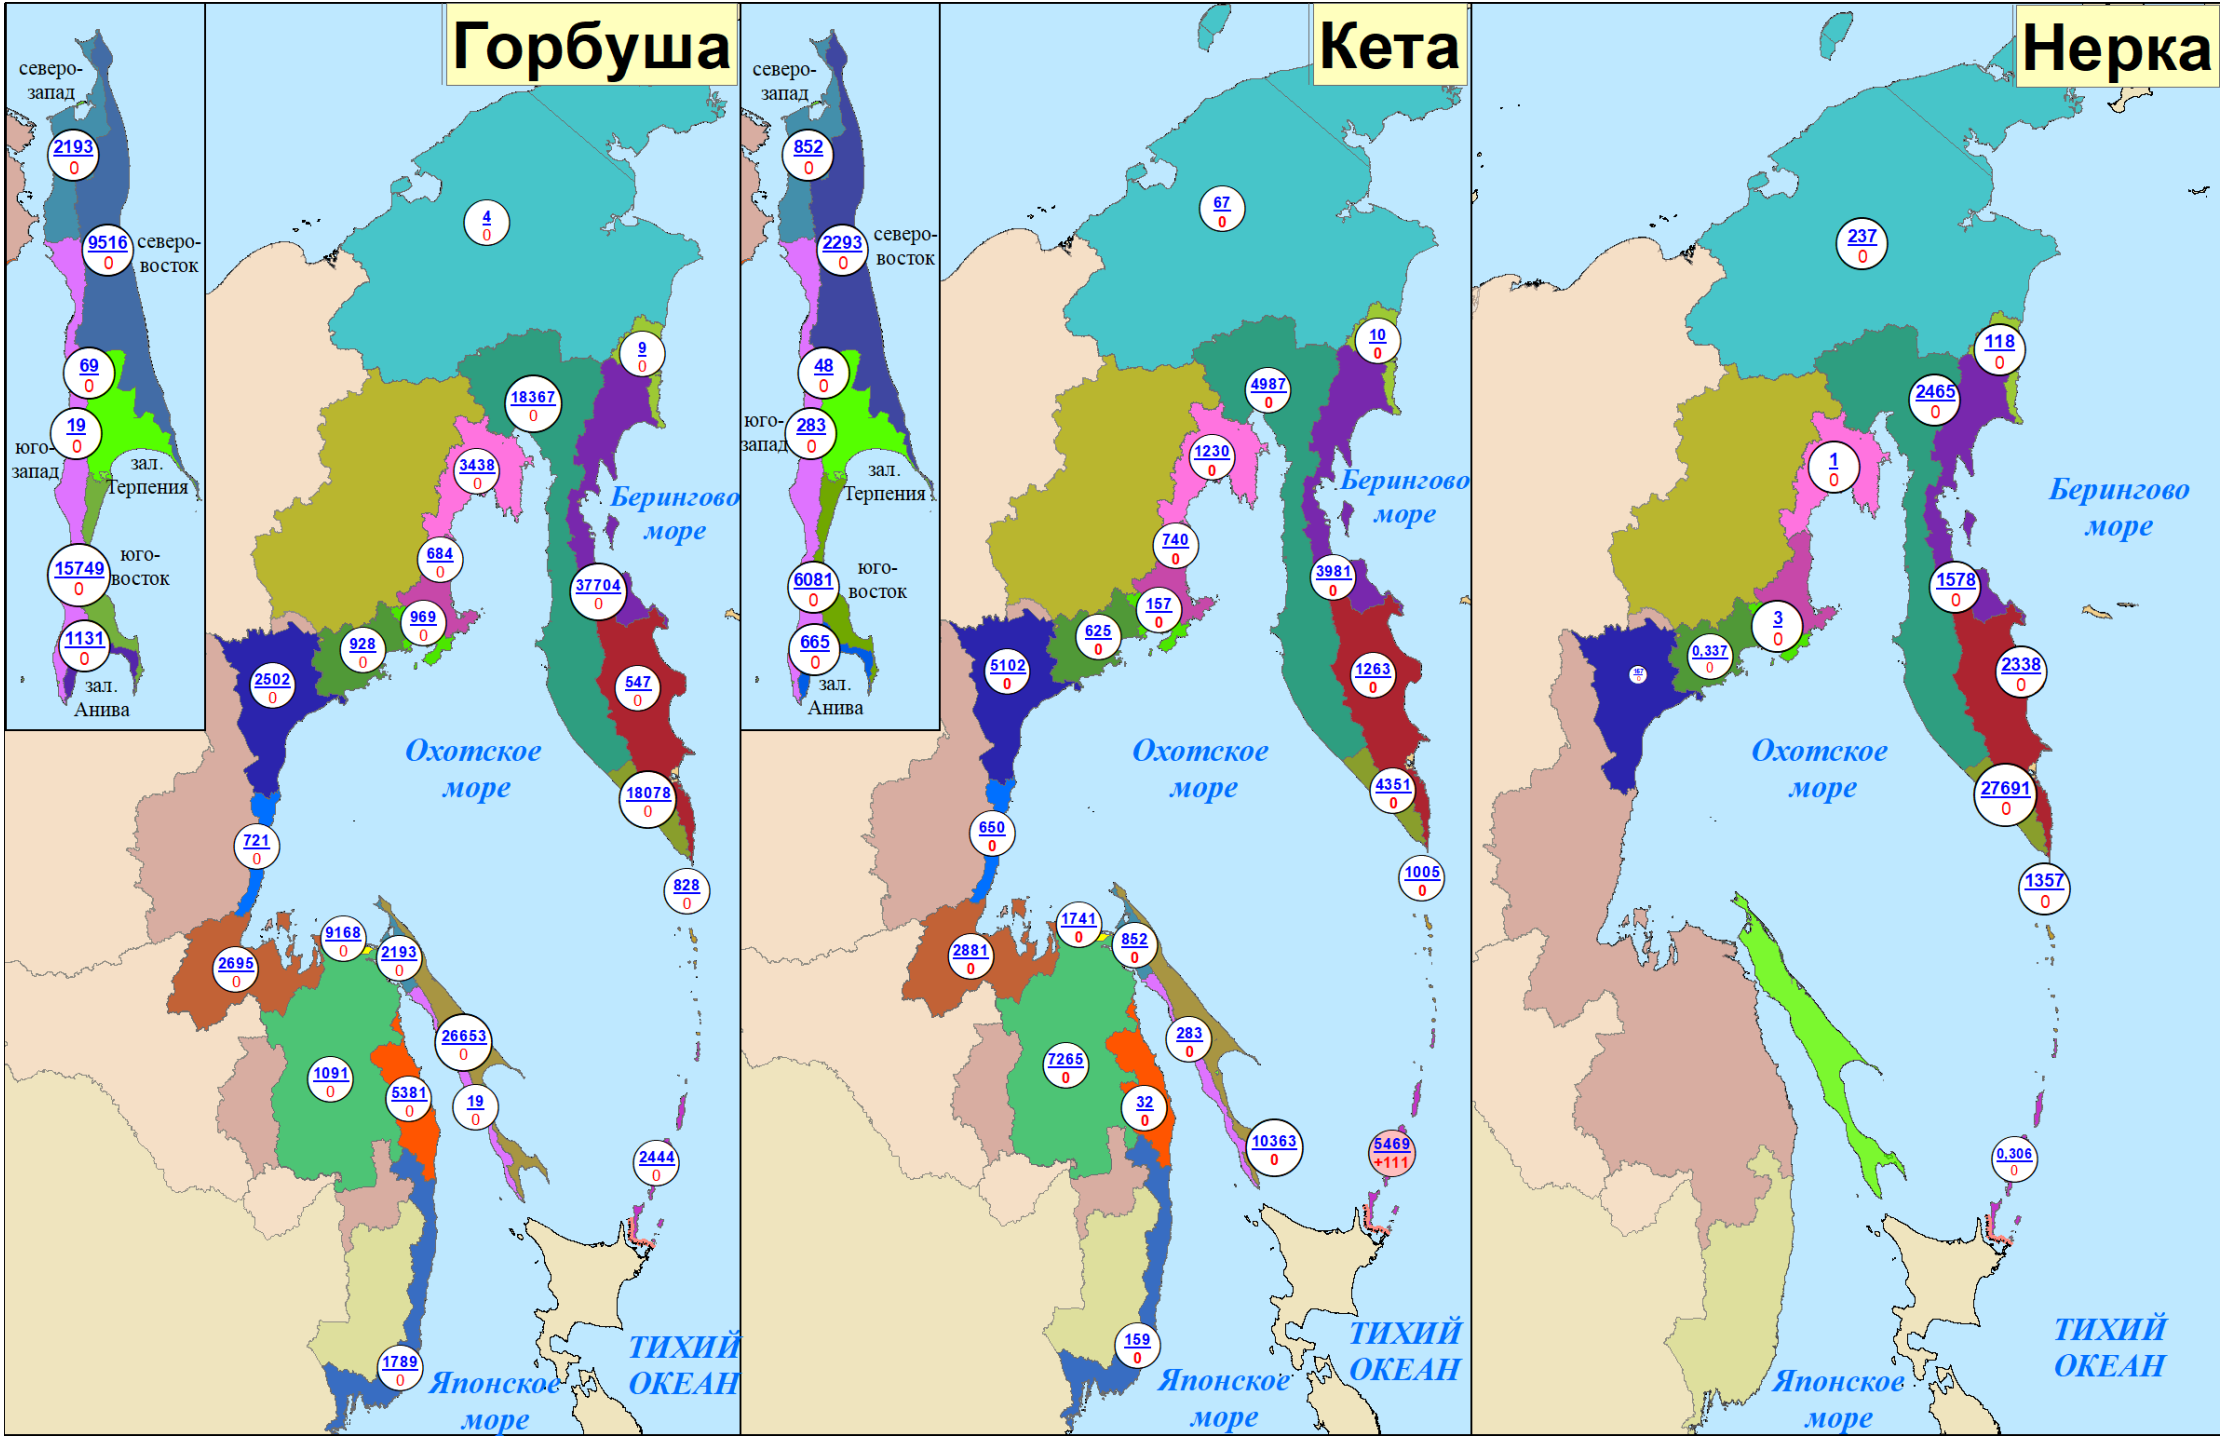 Горбуша
северо-
запад
2193
0
9516
0
северо-
восток
69
0
19
0
юго-
запад
зал.
Терпения
15749
0
юго-
восток
1131
0
зал.
Анива
4
0
9
0
18367
0
3438
0
Берингово
море
684
0
37704
0
969
0
928
0
2502
0
547
0
Охотское
море
18078
0
721
0
828
0
9168
0
2193
0
2695
0
26653
0
1091
0
5381
0
19
0
2444
0
ТИХИЙ
ОКЕАН
1789
0
Японское
море
Кета
северо-
запад
852
0
2293
0
северо-
восток
48
0
юго-
запад
283
0
зал.
Терпения
6081
0
юго-
восток
665
0
зал.
Анива
67
0
10
0
4987
0
1230
0
Берингово
море
740
0
3981
0
157
0
625
0
5102
0
1263
0
Охотское
море
4351
0
650
0
1005
0
1741
0
852
0
2881
0
283
0
7265
0
32
0
10363
0
5469
+111
ТИХИЙ
ОКЕАН
159
0
Японское
море
Нерка
237
0
118
0
2465
0
1
0
Берингово
море
1578
0
3
0
0,337
0
2338
0
Охотское
море
27691
0
1357
0
0,306
0
ТИХИЙ
ОКЕАН
Японское
море